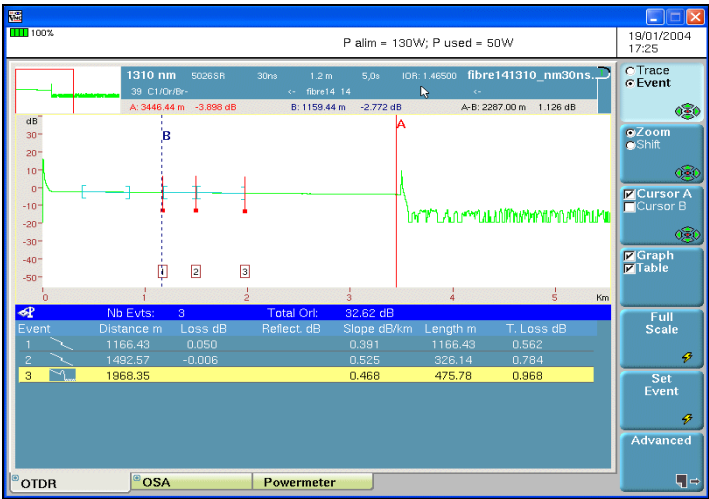 100%
P alim = 130W; P used = 50W
19/01/2004
17:25
1310 nm 5026SR 30ns 1.2 m 5,0s IOR: 1.46500 fibre141310_nm30ns.
39 C1/Or/Br- <- fibre14 14 <-
A: 3446.44 m -3.898 dB B: 1159.44 m -2.772 dB A-B: 2287.00 m 1.126 dB
dB
30
20
10
0
-10
-20
-30
-40
-50
B
A
1 2 3
0 1 2 3 4 5 Km
Nb Evts: 3 Total Orl: 32.62 dB
Event Distance m Loss dB Reflect. dB Slope dB/km Length m T. Loss dB
1 1166.43 0.050 0.391 1166.43 0.562
2 1492.57 -0.006 0.525 326.14 0.784
3 1968.35 0.468 475.78 0.968
OTDR OSA Powermeter
Trace
Event
Zoom
Shift
Cursor A
Cursor B
Graph
Table
Full
Scale
Set
Event
Advanced